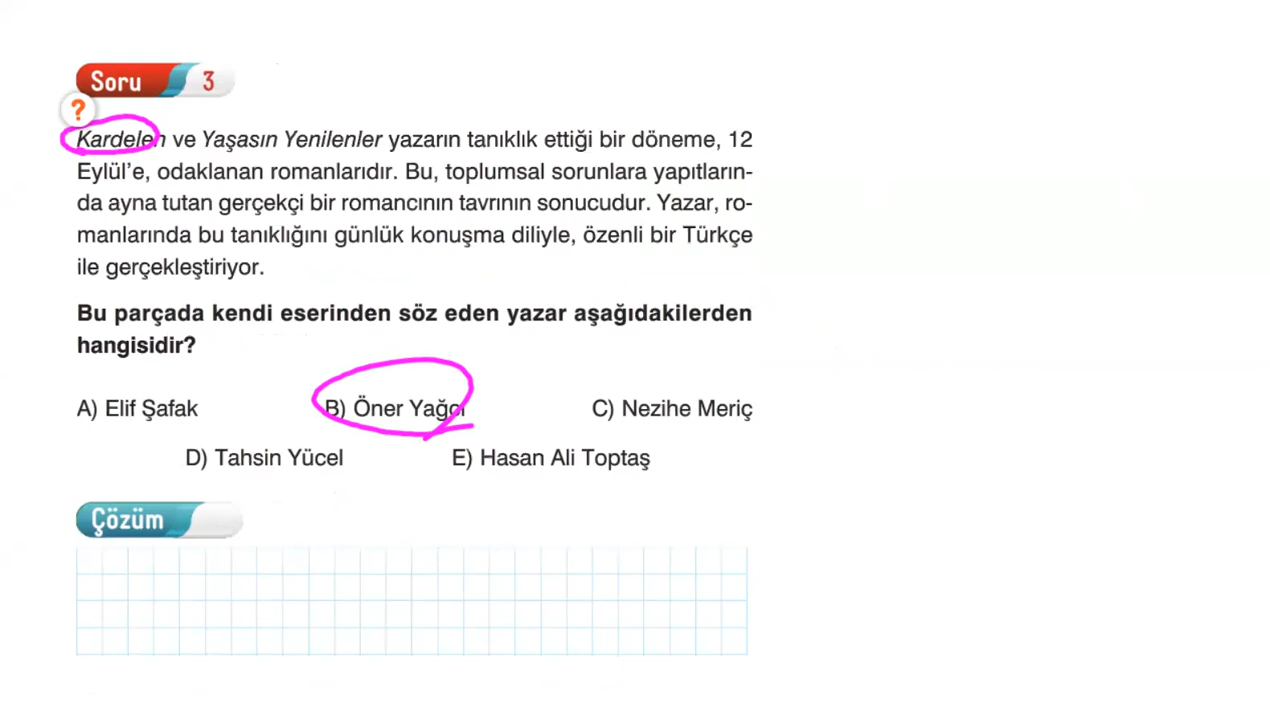 Soru 3
?
Kardelen ve Yaşasın Yenilenler yazarın tanıklık ettiği bir döneme, 12
Eylül’e, odaklanan romanlarıdır. Bu, toplumsal sorunlara yapıtların-
da ayna tutan gerçekçi bir romancının tavrının sonucudur. Yazar, ro-
manlarında bu tanıklığını günlük konuşma diliyle, özenli bir Türkçe
ile gerçekleştiriyor.
Bu parçada kendi eserinden söz eden yazar aşağıdakilerden
hangisidir?
A) Elif Şafak B) Öner Yağcı C) Nezihe Meriç
D) Tahsin Yücel E) Hasan Ali Toptaş
Çözüm